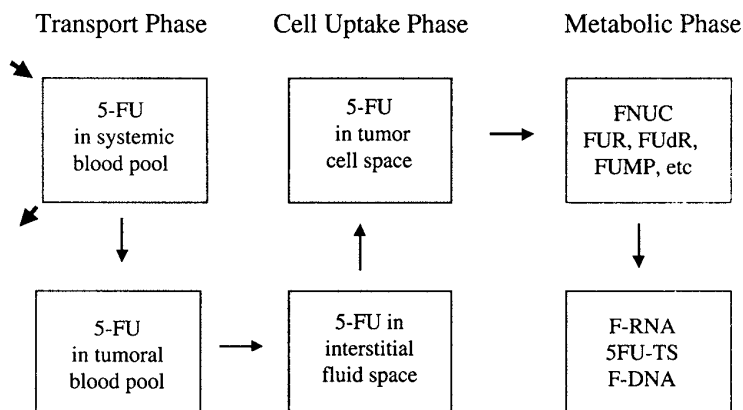 Transport Phase
Cell Uptake Phase
Metabolic Phase
5-FU
in systemic
blood pool
5-FU
in tumor
cell space
FNUC
FUR, FUdR,
FUMP, etc
5-FU
in tumoral
blood pool
5-FU in
interstitial
fluid space
F-RNA
5FU-TS
F-DNA